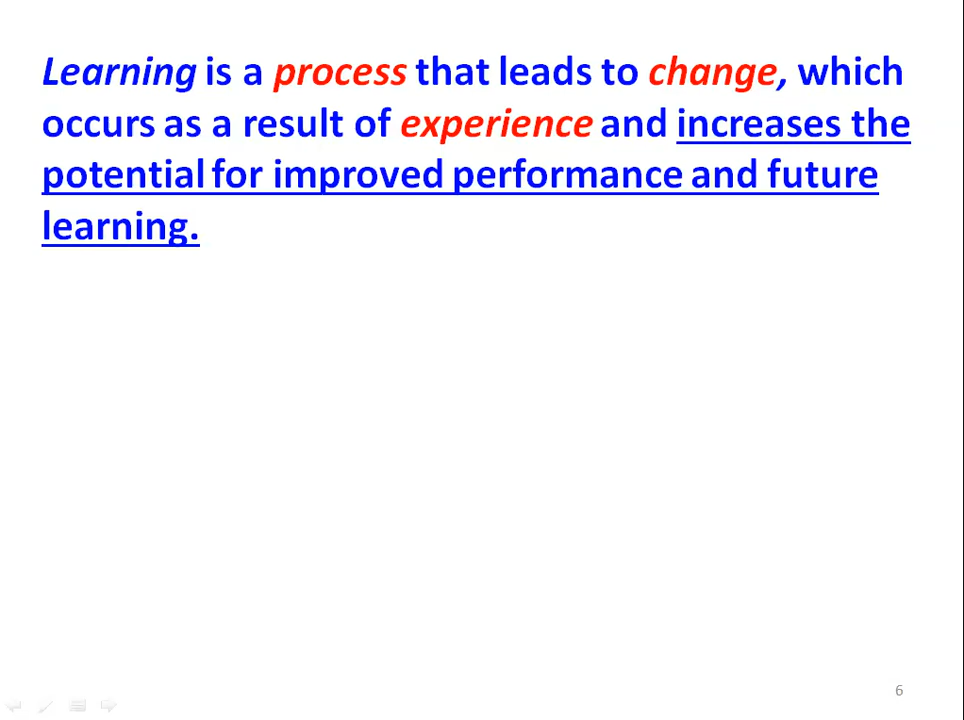 Learning is a process that leads to change, which
occurs as a result of experience and increases the
potential for improved performance and future
learning.
6